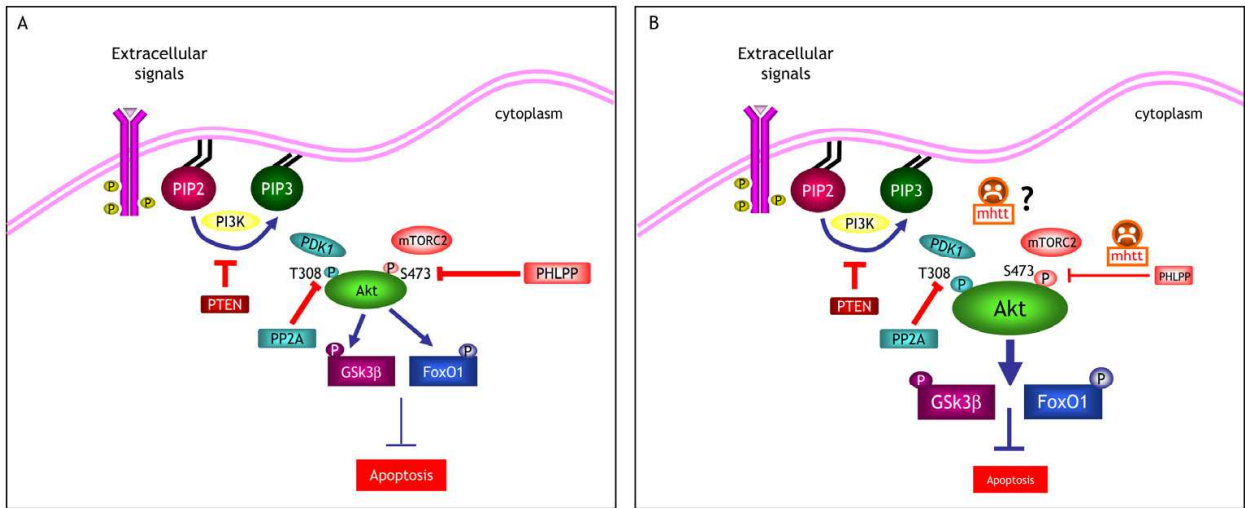 A
Extracellular
signals
cytoplasm
P
P
P
PIP2
PIP3
PI3K
PDK1
mTORC2
P
P
T308
S473
Akt
PHLPP
PTEN
PP2A
P
P
GSk3β
FoxO1
Apoptosis
B
Extracellular
signals
cytoplasm
P
P
P
PIP2
PIP3
mhtt
?
PI3K
PDK1
mTORC2
mhtt
T308
S473
P
P
Akt
PHLPP
PTEN
PP2A
P
P
GSk3β
FoxO1
Apoptosis